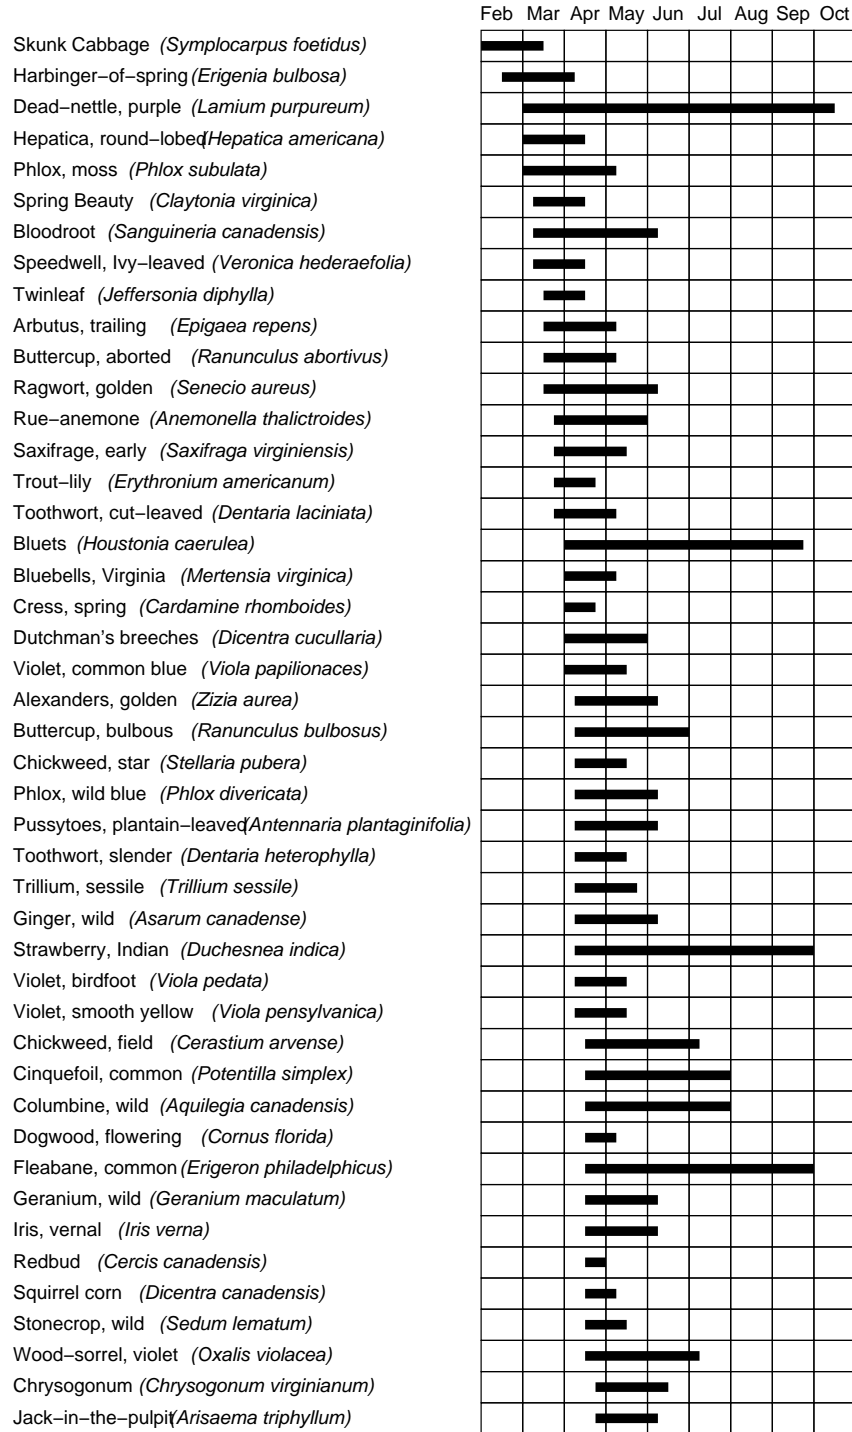 Feb Mar Apr May Jun Jul Aug Sep Oct
Skunk Cabbage (Symplocarpus foetidus)
Harbinger−of−spring (Erigenia bulbosa)
Dead−nettle, purple (Lamium purpureum)
Hepatica, round−lobed (Hepatica americana)
Phlox, moss (Phlox subulata)
Spring Beauty (Claytonia virginica)
Bloodroot (Sanguineria canadensis)
Speedwell, Ivy−leaved (Veronica hederaefolia)
Twinleaf (Jeffersonia diphylla)
Arbutus, trailing (Epigaea repens)
Buttercup, aborted (Ranunculus abortivus)
Ragwort, golden (Senecio aureus)
Rue−anemone (Anemonella thalictroides)
Saxifrage, early (Saxifraga virginiensis)
Trout−lily (Erythronium americanum)
Toothwort, cut−leaved (Dentaria laciniata)
Bluets (Houstonia caerulea)
Bluebells, Virginia (Mertensia virginica)
Cress, spring (Cardamine rhomboides)
Dutchman's breeches (Dicentra cucullaria)
Violet, common blue (Viola papilionaces)
Alexanders, golden (Zizia aurea)
Buttercup, bulbous (Ranunculus bulbosus)
Chickweed, star (Stellaria pubera)
Phlox, wild blue (Phlox divericata)
Pussytoes, plantain−leaved (Antennaria plantaginifolia)
Toothwort, slender (Dentaria heterophylla)
Trillium, sessile (Trillium sessile)
Ginger, wild (Asarum canadense)
Strawberry, Indian (Duchesnea indica)
Violet, birdfoot (Viola pedata)
Violet, smooth yellow (Viola pensylvanica)
Chickweed, field (Cerastium arvense)
Cinquefoil, common (Potentilla simplex)
Columbine, wild (Aquilegia canadensis)
Dogwood, flowering (Cornus florida)
Fleabane, common (Erigeron philadelphicus)
Geranium, wild (Geranium maculatum)
Iris, vernal (Iris verna)
Redbud (Cercis canadensis)
Squirrel corn (Dicentra canadensis)
Stonecrop, wild (Sedum lematum)
Wood−sorrel, violet (Oxalis violacea)
Chrysogonum (Chrysogonum virginianum)
Jack−in−the−pulpit (Arisaema triphyllum)